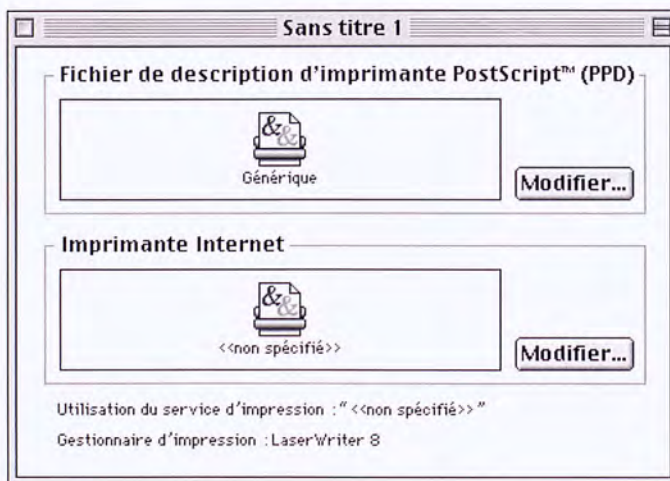 Sans titre 1
Fichier de description d'imprimante PostScript™ (PPD)
&&
Générique
Modifier...
Imprimante Internet
&&
<<non spécifié>>
Modifier...
Utilisation du service d'impression :"<<non spécifié>>"
Gestionnaire d'impression :LaserWriter 8